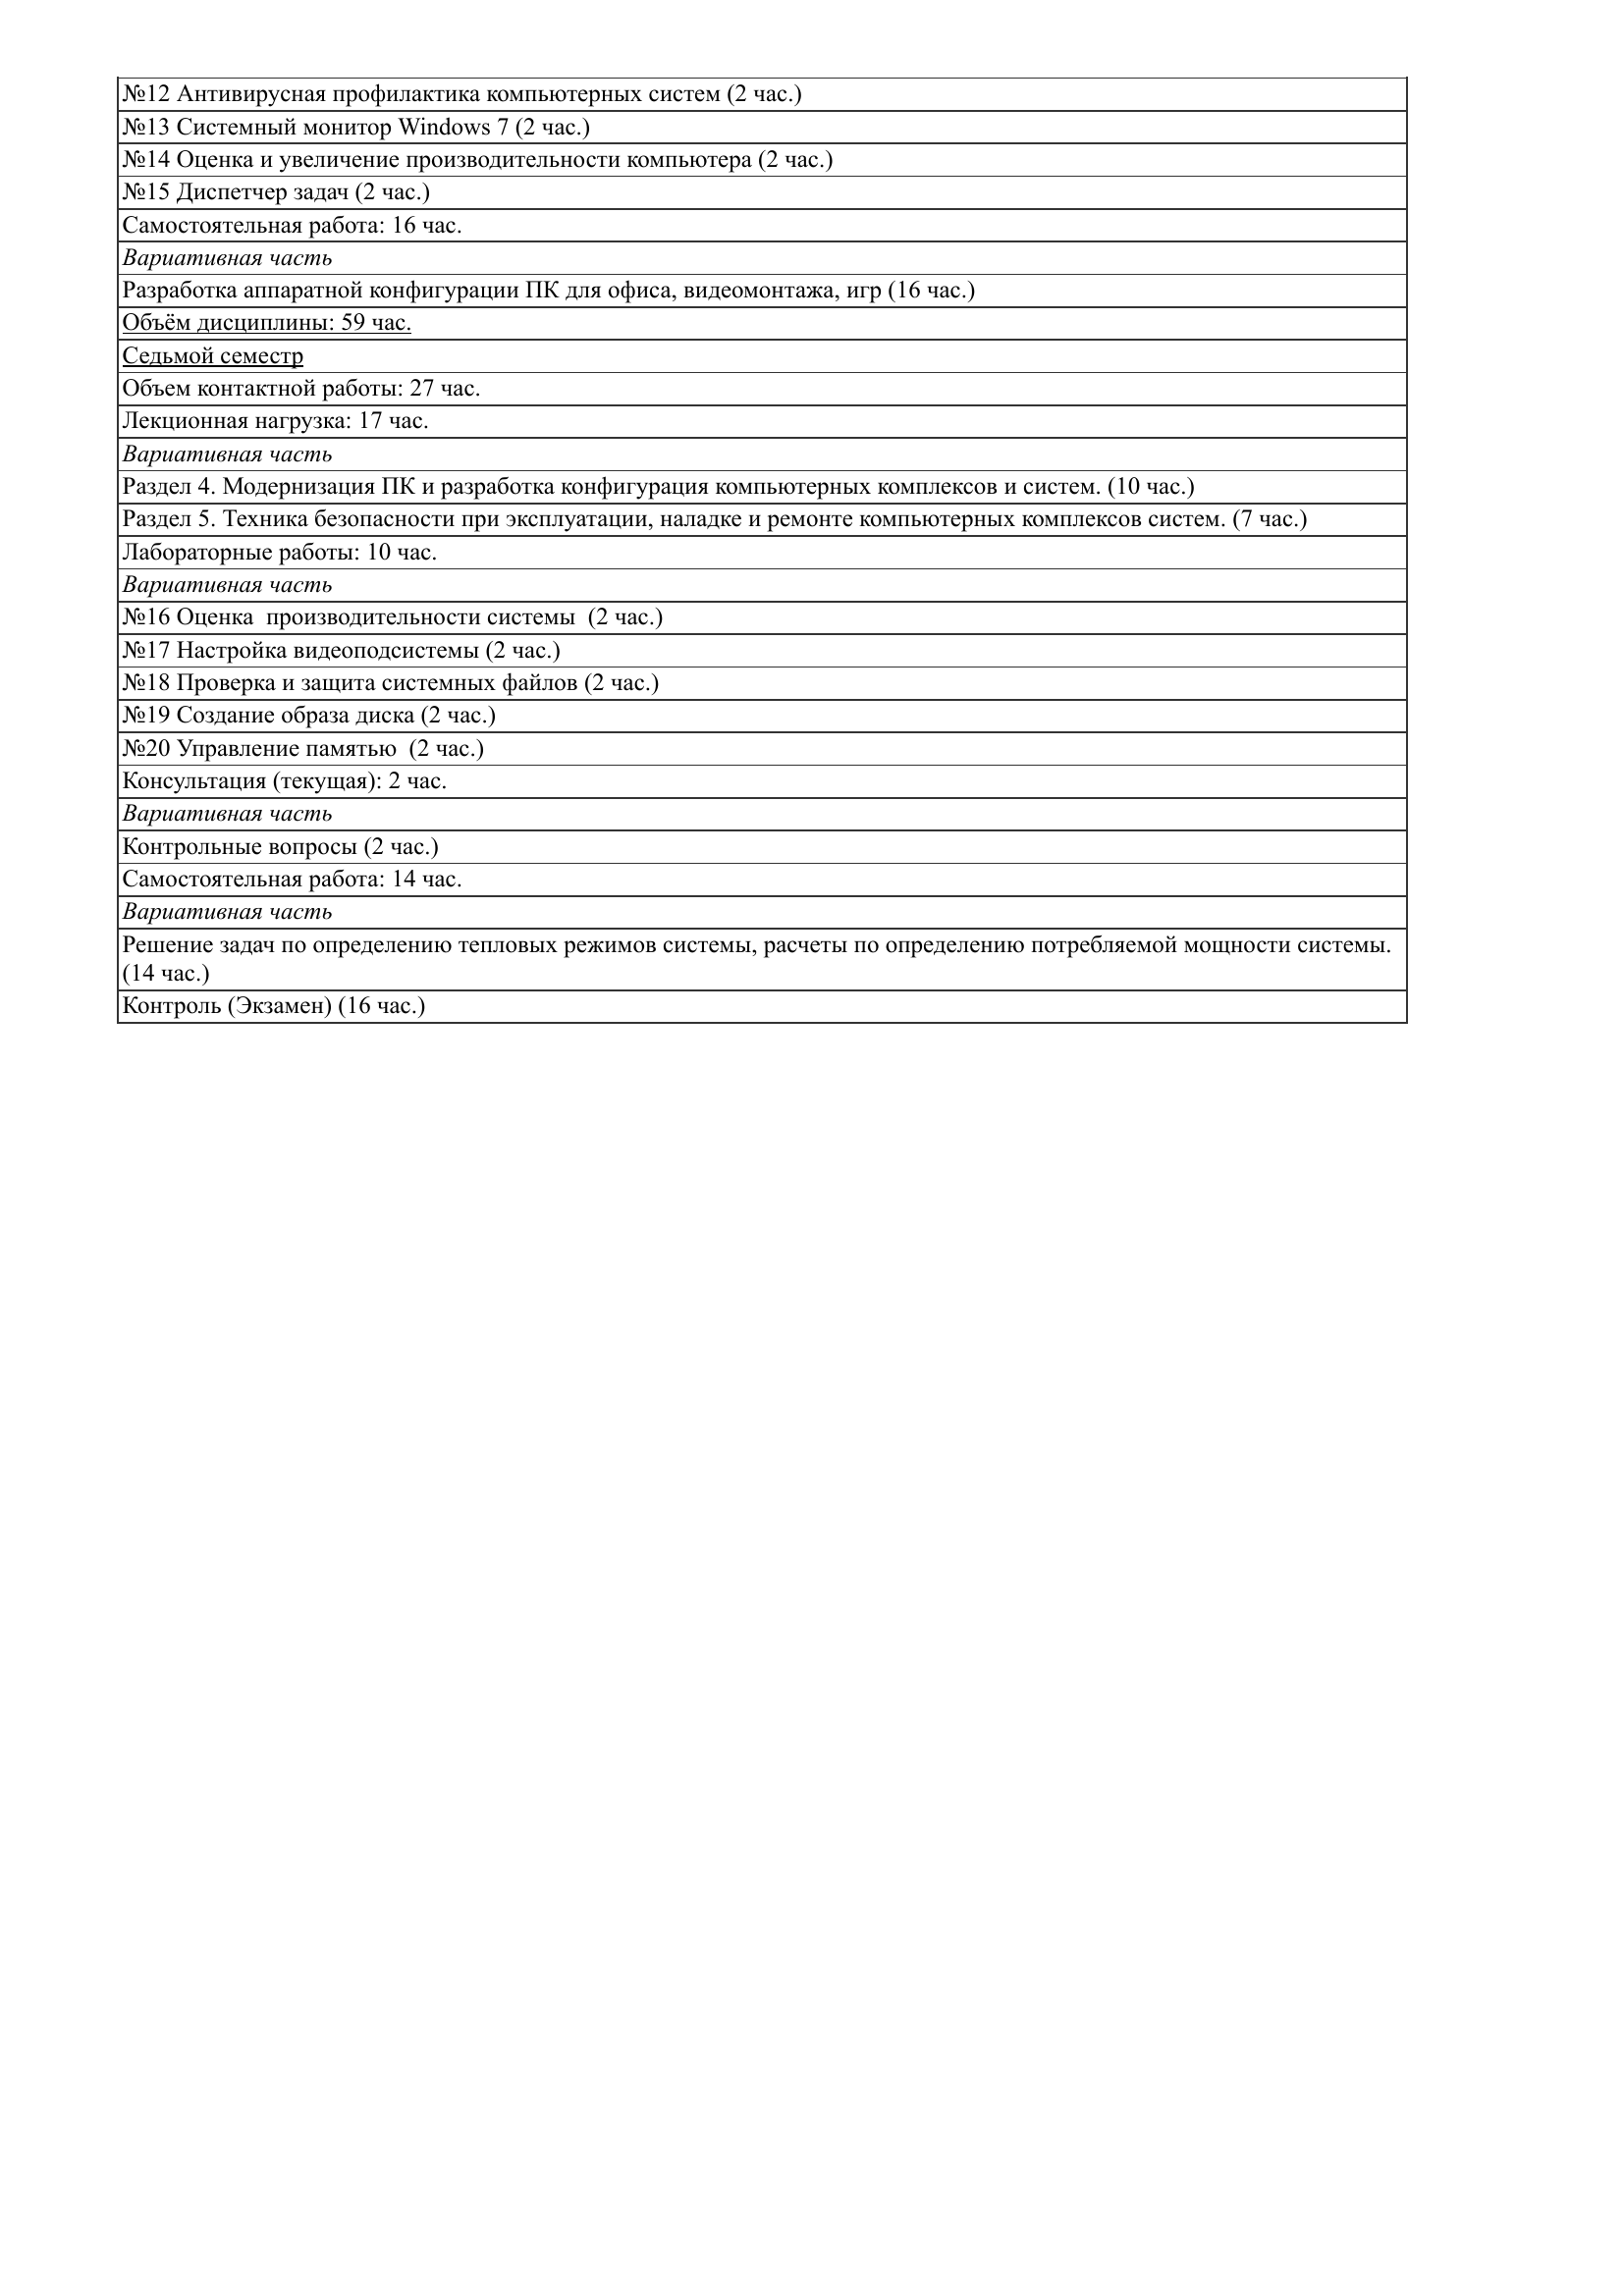 №12 Антивирусная профилактика компьютерных систем (2 час.)
№13 Системный монитор Windows 7 (2 час.)
№14 Оценка и увеличение производительности компьютера (2 час.)
№15 Диспетчер задач (2 час.)
Самостоятельная работа: 16 час.
Вариативная часть
Разработка аппаратной конфигурации ПК для офиса, видеомонтажа, игр (16 час.)
Объём дисциплины: 59 час.
Седьмой семестр
Объем контактной работы: 27 час.
Лекционная нагрузка: 17 час.
Вариативная часть
Раздел 4. Модернизация ПК и разработка конфигурация компьютерных комплексов и систем. (10 час.)
Раздел 5. Техника безопасности при эксплуатации, наладке и ремонте компьютерных комплексов систем. (7 час.)
Лабораторные работы: 10 час.
Вариативная часть
№16 Оценка  производительности системы  (2 час.)
№17 Настройка видеоподсистемы (2 час.)
№18 Проверка и защита системных файлов (2 час.)
№19 Создание образа диска (2 час.)
№20 Управление памятью  (2 час.)
Консультация (текущая): 2 час.
Вариативная часть
Контрольные вопросы (2 час.)
Самостоятельная работа: 14 час.
Вариативная часть
Решение задач по определению тепловых режимов системы, расчеты по определению потребляемой мощности системы.
(14 час.)
Контроль (Экзамен) (16 час.)